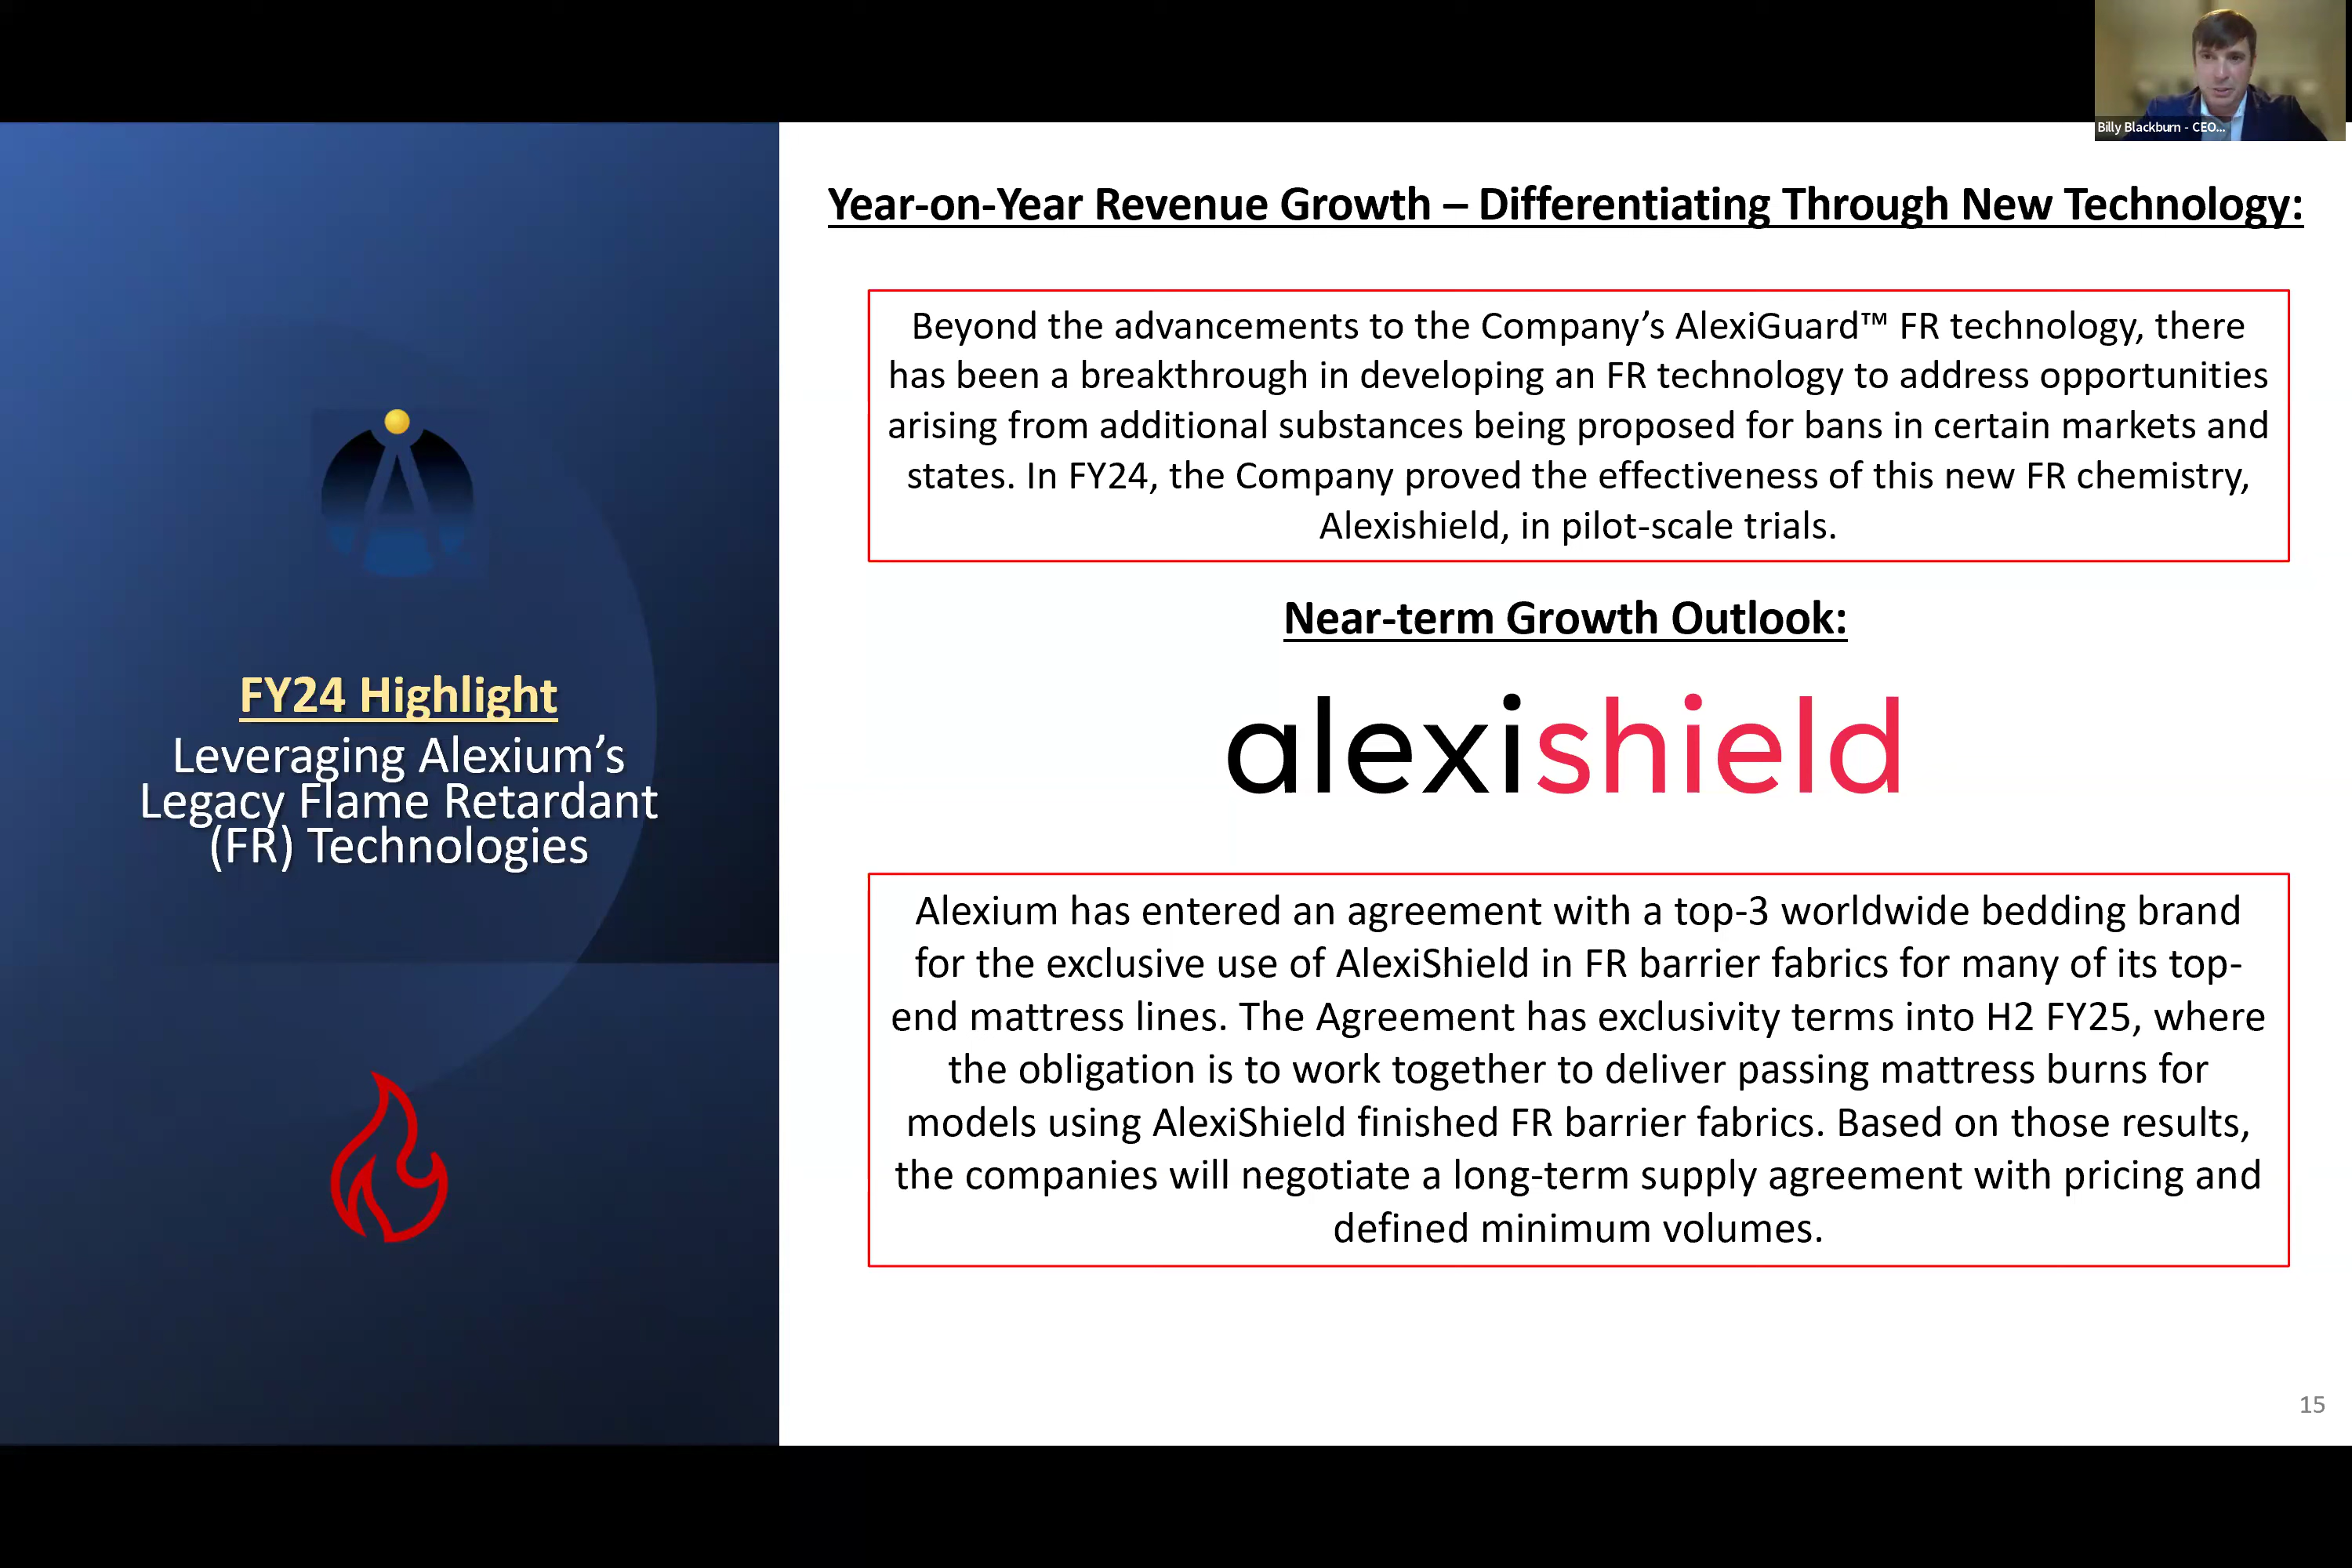 Billy Blackburn - CEO...
Year-on-Year Revenue Growth – Differentiating Through New Technology:
Beyond the advancements to the Company’s AlexiGuard™ FR technology, there
has been a breakthrough in developing an FR technology to address opportunities
arising from additional substances being proposed for bans in certain markets and
states. In FY24, the Company proved the effectiveness of this new FR chemistry,
Alexishield, in pilot-scale trials.
Near-term Growth Outlook:
alexishield
FY24 Highlight
Leveraging Alexium’s
Legacy Flame Retardant
(FR) Technologies
Alexium has entered an agreement with a top-3 worldwide bedding brand
for the exclusive use of AlexiShield in FR barrier fabrics for many of its top-
end mattress lines. The Agreement has exclusivity terms into H2 FY25, where
the obligation is to work together to deliver passing mattress burns for
models using AlexiShield finished FR barrier fabrics. Based on those results,
the companies will negotiate a long-term supply agreement with pricing and
defined minimum volumes.
15